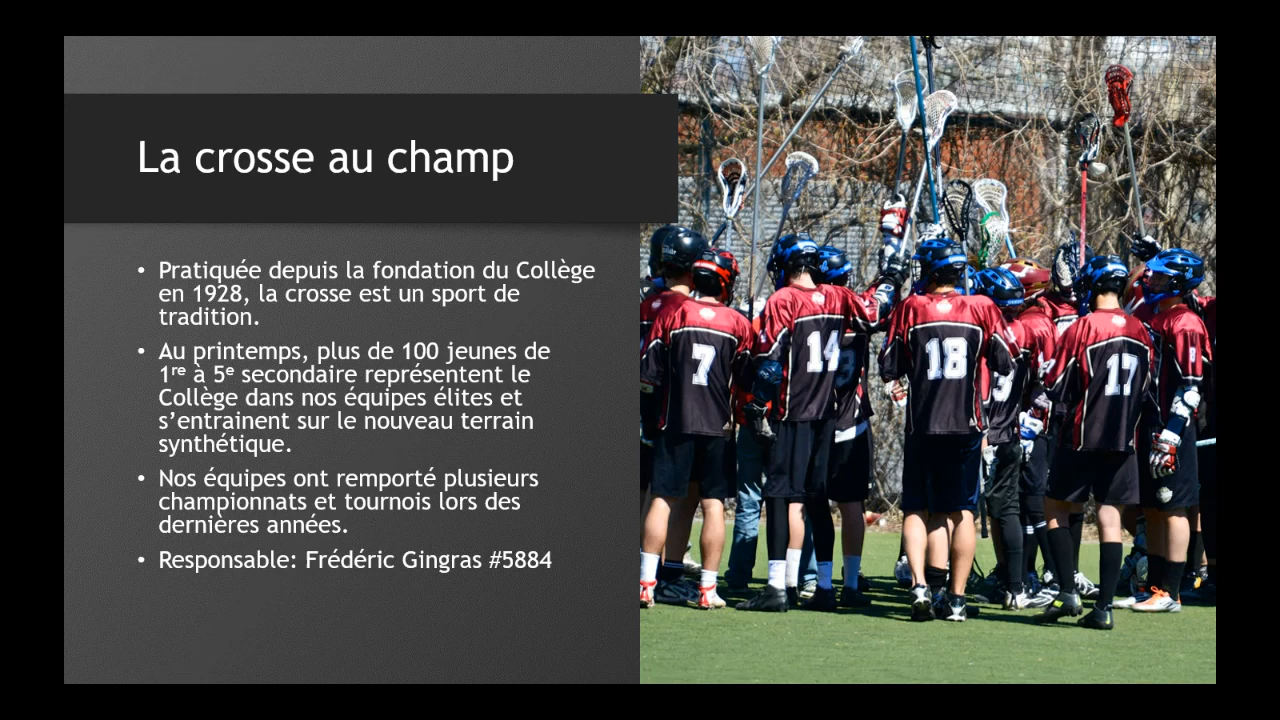 La crosse au champ
• Pratiquée depuis la fondation du Collège
en 1928, la crosse est un sport de
tradition.
• Au printemps, plus de 100 jeunes de
1re à 5e secondaire représentent le
Collège dans nos équipes élites et
s’entrainent sur le nouveau terrain
synthétique.
• Nos équipes ont remporté plusieurs
championnats et tournois lors des
dernières années.
• Responsable: Frédéric Gingras #5884
7
14
18
17
8